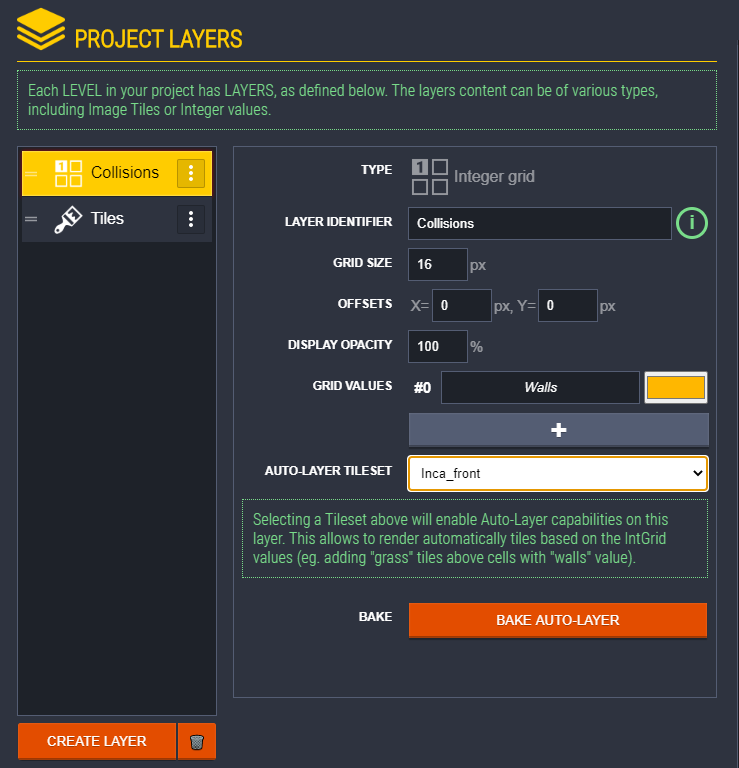 PROJECT LAYERS
Each LEVEL in your project has LAYERS, as defined below. The layers content can be of various types,
including Image Tiles or Integer values.
1 Collisions
Tiles
CREATE LAYER
TYPE 1 Integer grid
LAYER IDENTIFIER Collisions i
GRID SIZE 16 px
OFFSETS X= 0 px, Y= 0 px
DISPLAY OPACITY 100 %
GRID VALUES #0 Walls
+
AUTO-LAYER TILESET Inca_front
Selecting a Tileset above will enable Auto-Layer capabilities on this
layer. This allows to render automatically tiles based on the IntGrid
values (eg. adding "grass" tiles above cells with "walls" value).
BAKE BAKE AUTO-LAYER